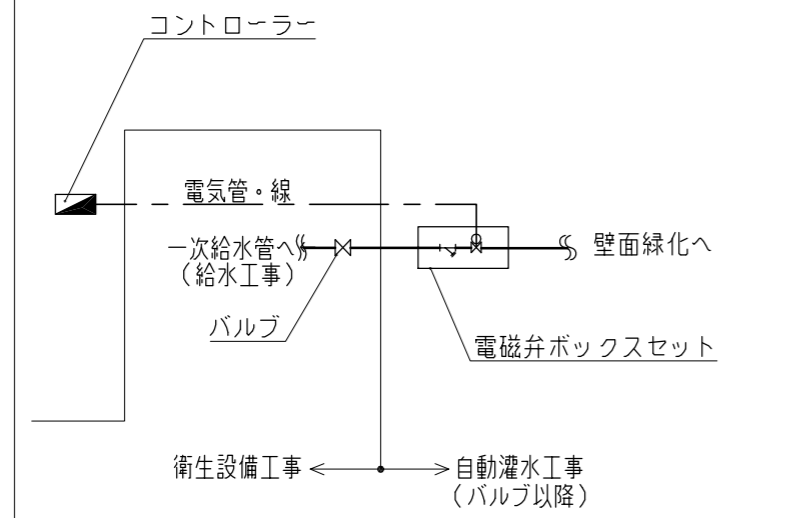 コントローラー
電気管・線
一次給水管へ
(給水工事)
壁面緑化へ
バルブ
電磁弁ボックスセット
衛生設備工事
自動灌水工事
(バルブ以降)